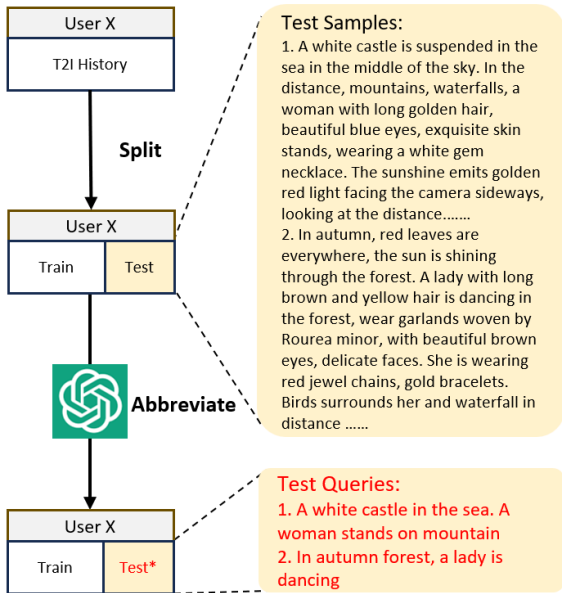 User X
T2I History
Split
User X
Train
Test
Abbreviate
User X
Train
Test*
Test Samples:
1. A white castle is suspended in the
sea in the middle of the sky. In the
distance, mountains, waterfalls, a
woman with long golden hair,
beautiful blue eyes, exquisite skin
stands, wearing a white gem
necklace. The sunshine emits golden
red light facing the camera sideways,
looking at the distance.......
2. In autumn, red leaves are
everywhere, the sun is shining
through the forest. A lady with long
brown and yellow hair is dancing in
the forest, wear garlands woven by
Rourea minor, with beautiful brown
eyes, delicate faces. She is wearing
red jewel chains, gold bracelets.
Birds surrounds her and waterfall in
distance ......
Test Queries:
1. A white castle in the sea. A
woman stands on mountain
2. In autumn forest, a lady is
dancing